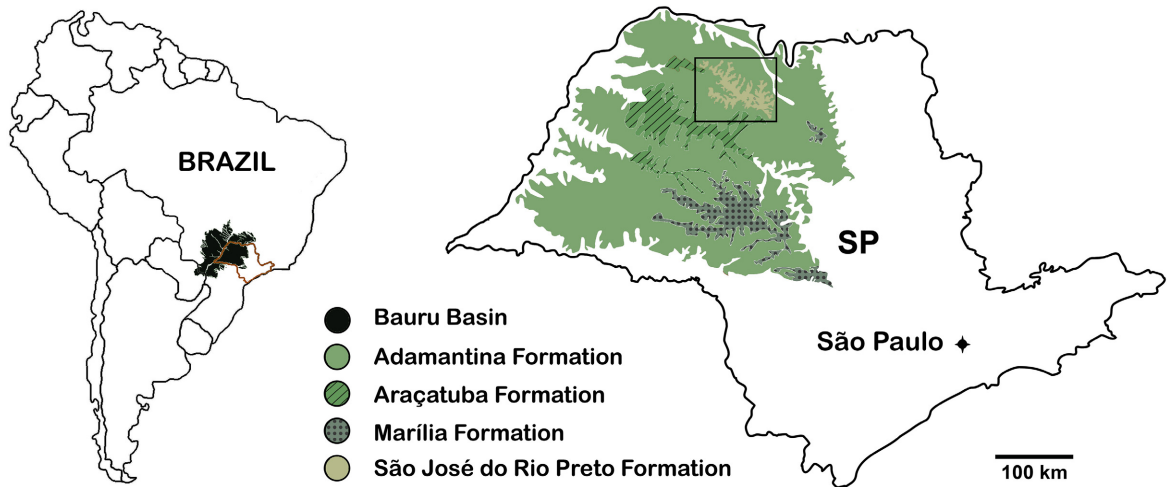 BRAZIL
SP
São Paulo
Bauru Basin
Adamantina Formation
Araçatuba Formation
Marília Formation
São José do Rio Preto Formation
100 km